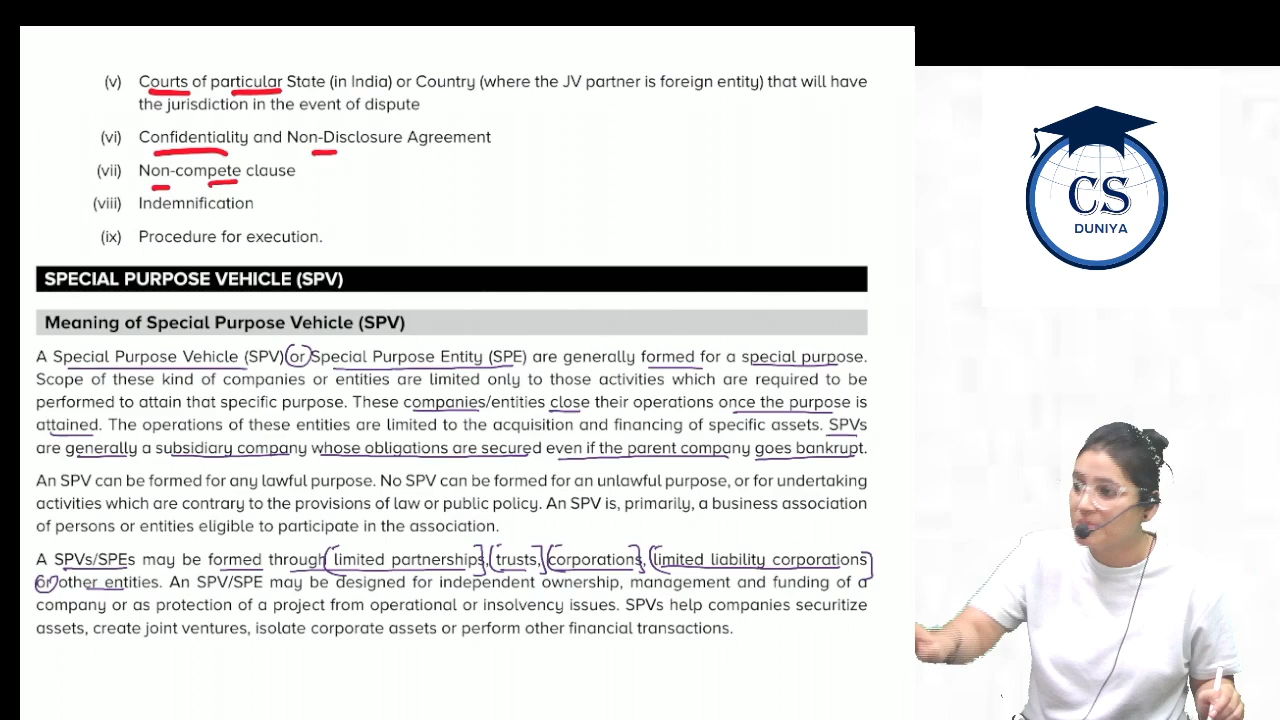 (v) Courts of particular State (in India) or Country (where the JV partner is foreign entity) that will have
the jurisdiction in the event of dispute
(vi) Confidentiality and Non-Disclosure Agreement
(vii) Non-compete clause
(viii) Indemnification
(ix) Procedure for execution.
SPECIAL PURPOSE VEHICLE (SPV)
Meaning of Special Purpose Vehicle (SPV)
A Special Purpose Vehicle (SPV) or Special Purpose Entity (SPE) are generally formed for a special purpose.
Scope of these kind of companies or entities are limited only to those activities which are required to be
performed to attain that specific purpose. These companies/entities close their operations once the purpose is
attained. The operations of these entities are limited to the acquisition and financing of specific assets. SPVs
are generally a subsidiary company whose obligations are secured even if the parent company goes bankrupt.
An SPV can be formed for any lawful purpose. No SPV can be formed for an unlawful purpose, or for undertaking
activities which are contrary to the provisions of law or public policy. An SPV is, primarily, a business association
of persons or entities eligible to participate in the association.
A SPVs/SPEs may be formed through limited partnerships, trusts, corporations, limited liability corporations
or other entities. An SPV/SPE may be designed for independent ownership, management and funding of a
company or as protection of a project from operational or insolvency issues. SPVs help companies securitize
assets, create joint ventures, isolate corporate assets or perform other financial transactions.
CS
DUNIYA